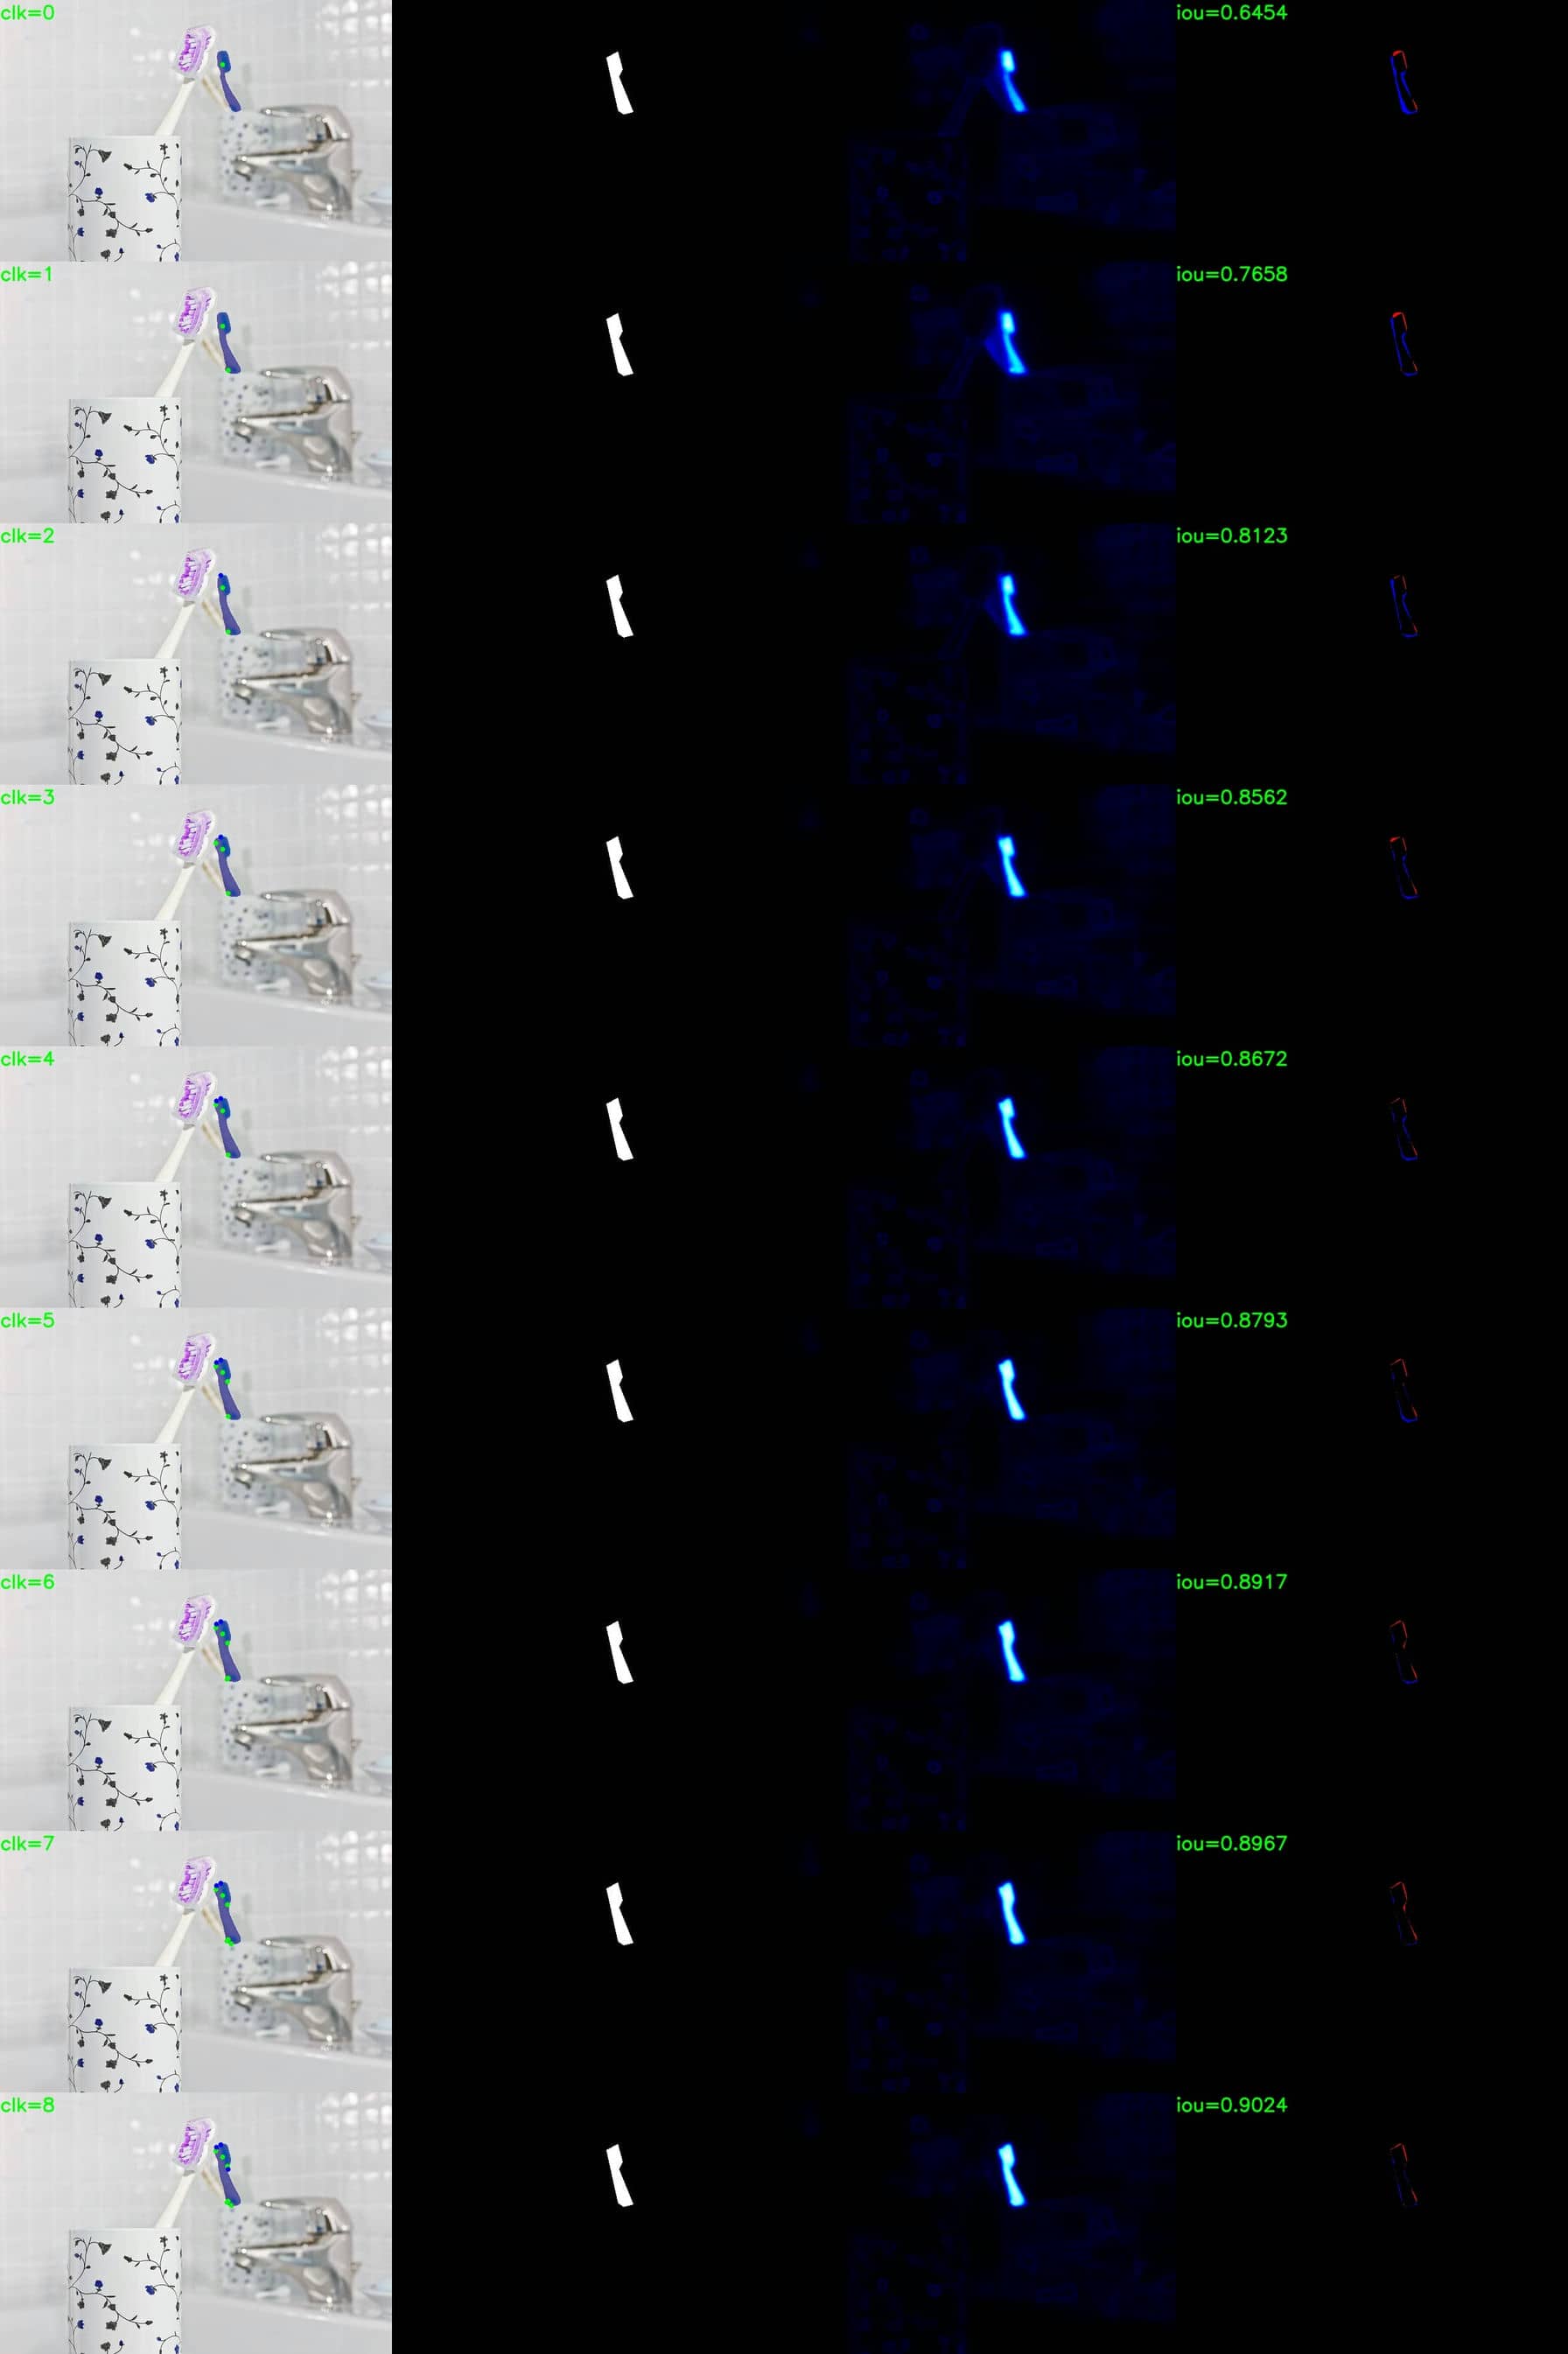 clk=0 iou=0.6454
clk=1 iou=0.7658
clk=2 iou=0.8123
clk=3 iou=0.8562
clk=4 iou=0.8672
clk=5 iou=0.8793
clk=6 iou=0.8917
clk=7 iou=0.8967
clk=8 iou=0.9024